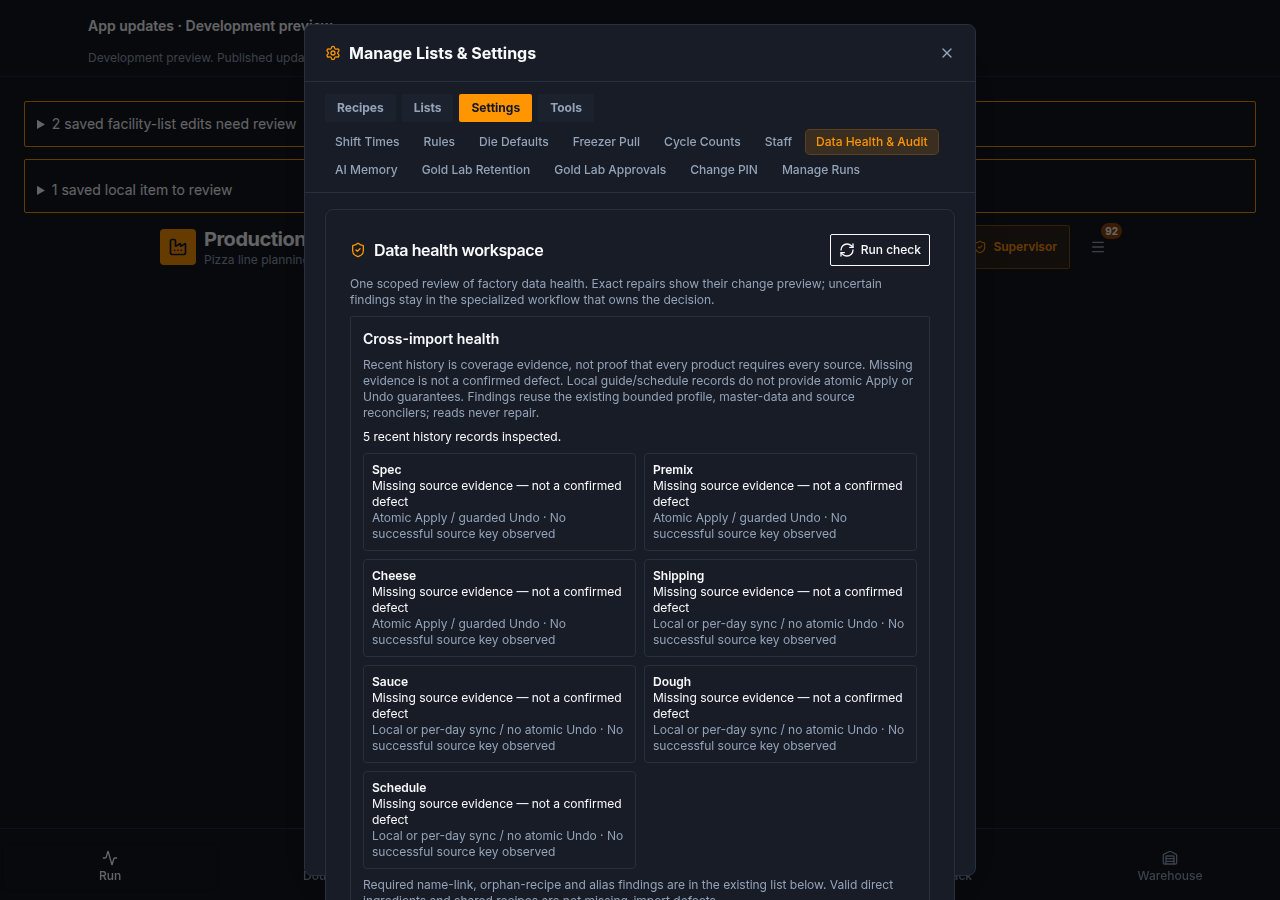 App updates · Development preview
Development preview. Published upda
2 saved facility-list edits need review
1 saved local item to review
Production
Pizza line planning
Supervisor
92
Manage Lists & Settings
Recipes
Lists
Settings
Tools
Shift Times
Rules
Die Defaults
Freezer Pull
Cycle Counts
Staff
Data Health & Audit
AI Memory
Gold Lab Retention
Gold Lab Approvals
Change PIN
Manage Runs
Data health workspace
Run check
One scoped review of factory data health. Exact repairs show their change preview; uncertain
findings stay in the specialized workflow that owns the decision.
Cross-import health
Recent history is coverage evidence, not proof that every product requires every source. Missing
evidence is not a confirmed defect. Local guide/schedule records do not provide atomic Apply or
Undo guarantees. Findings reuse the existing bounded profile, master-data and source
reconcilers; reads never repair.
5 recent history records inspected.
Spec
Missing source evidence — not a confirmed
defect
Atomic Apply / guarded Undo · No
successful source key observed
Premix
Missing source evidence — not a confirmed
defect
Atomic Apply / guarded Undo · No
successful source key observed
Cheese
Missing source evidence — not a confirmed
defect
Atomic Apply / guarded Undo · No
successful source key observed
Shipping
Missing source evidence — not a confirmed
defect
Local or per-day sync / no atomic Undo · No
successful source key observed
Sauce
Missing source evidence — not a confirmed
defect
Local or per-day sync / no atomic Undo · No
successful source key observed
Dough
Missing source evidence — not a confirmed
defect
Local or per-day sync / no atomic Undo · No
successful source key observed
Schedule
Missing source evidence — not a confirmed
defect
Local or per-day sync / no atomic Undo · No
successful source key observed
Required name-link, orphan-recipe and alias findings are in the existing list below. Valid direct
ingredients and shared recipes are not missing-import defects.
Run
Warehouse